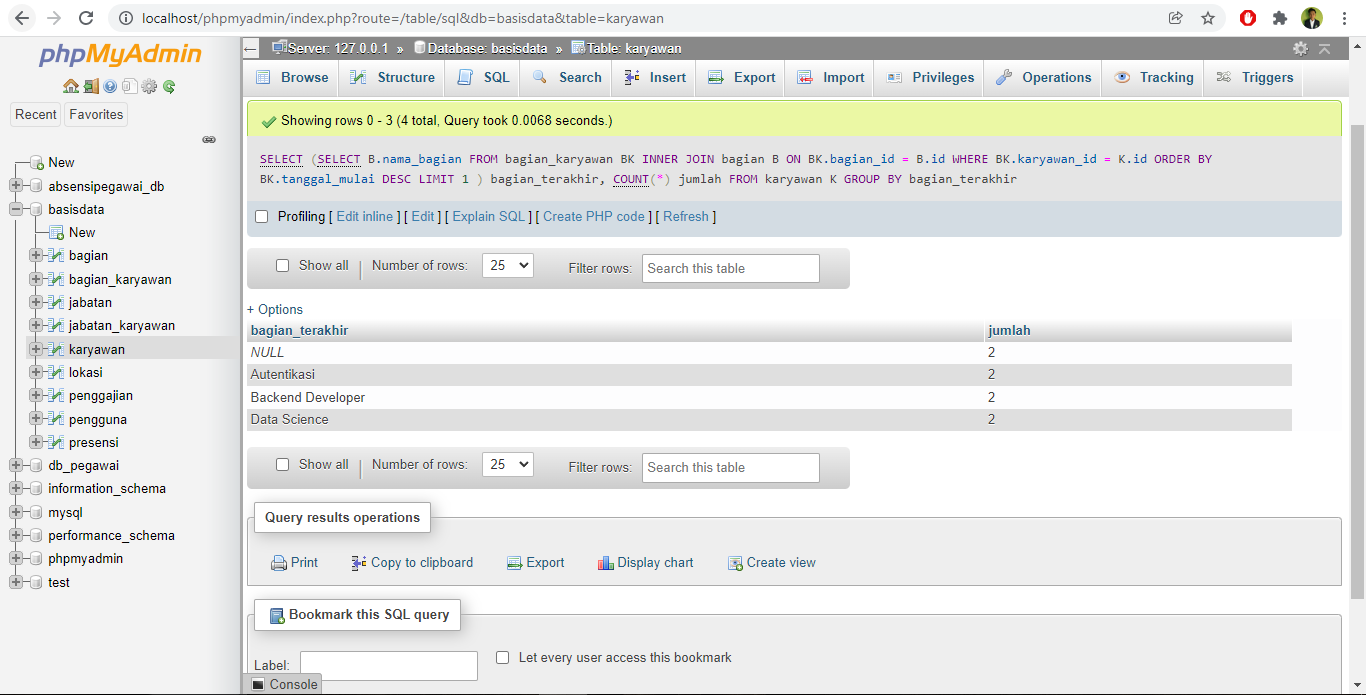 localhost/phpmyadmin/index.php?route=/table/sql&db=basisdata&table=karyawan
phpMyAdmin
Recent Favorites
New
absensipegawai_db
basisdata
New
bagian
bagian_karyawan
jabatan
jabatan_karyawan
karyawan
lokasi
penggajian
pengguna
presensi
db_pegawai
information_schema
mysql
performance_schema
phpmyadmin
test
Server: 127.0.0.1 » Database: basisdata » Table: karyawan
Browse Structure SQL Search Insert Export Import Privileges Operations Tracking Triggers
Showing rows 0 - 3 (4 total, Query took 0.0068 seconds.)
SELECT (SELECT B.nama_bagian FROM bagian_karyawan BK INNER JOIN bagian B ON BK.bagian_id = B.id WHERE BK.karyawan_id = K.id ORDER BY
BK.tanggal_mulai DESC LIMIT 1 ) bagian_terakhir, COUNT(*) jumlah FROM karyawan K GROUP BY bagian_terakhir
Profiling [ Edit inline ] [ Edit ] [ Explain SQL ] [ Create PHP code ] [ Refresh ]
Show all | Number of rows: 25 Filter rows: Search this table
+ Options
bagian_terakhir jumlah
NULL 2
Autentikasi 2
Backend Developer 2
Data Science 2
Show all | Number of rows: 25 Filter rows: Search this table
Query results operations
Print Copy to clipboard Export Display chart Create view
Bookmark this SQL query
Label: Let every user access this bookmark
Console